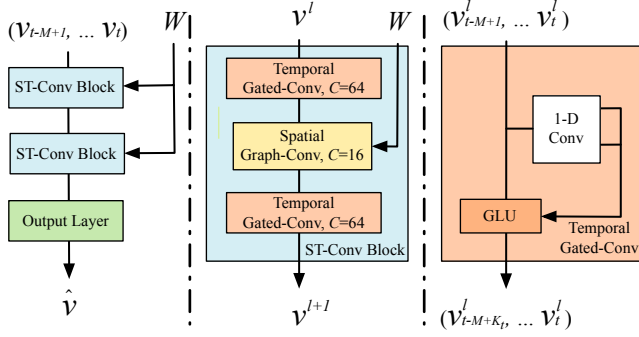 (v_{t-M+1}, ... v_t)
W
ST-Conv Block
ST-Conv Block
Output Layer
v̂
v^l
W
Temporal
Gated-Conv, C=64
Spatial
Graph-Conv, C=16
Temporal
Gated-Conv, C=64
ST-Conv Block
v^{l+1}
(v^l_{t-M+1}, ... v^l_t)
1-D
Conv
GLU
Temporal
Gated-Conv
(v^l_{t-M+K_t}, ... v^l_t)